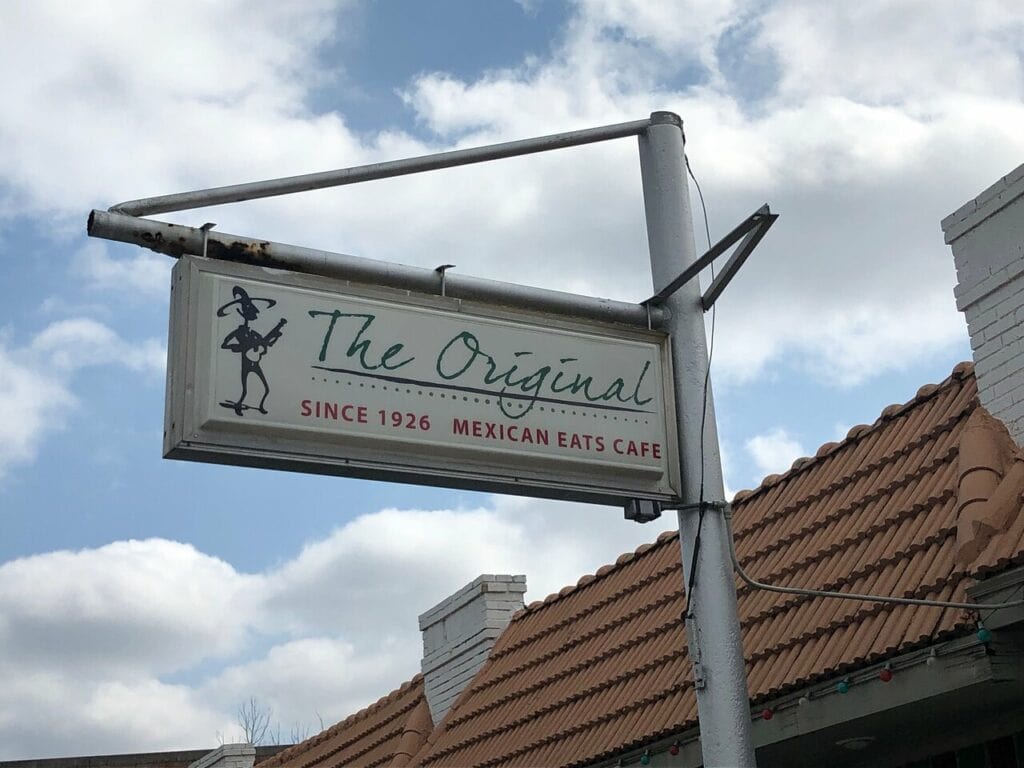 The Original
SINCE 1926 MEXICAN EATS CAFE